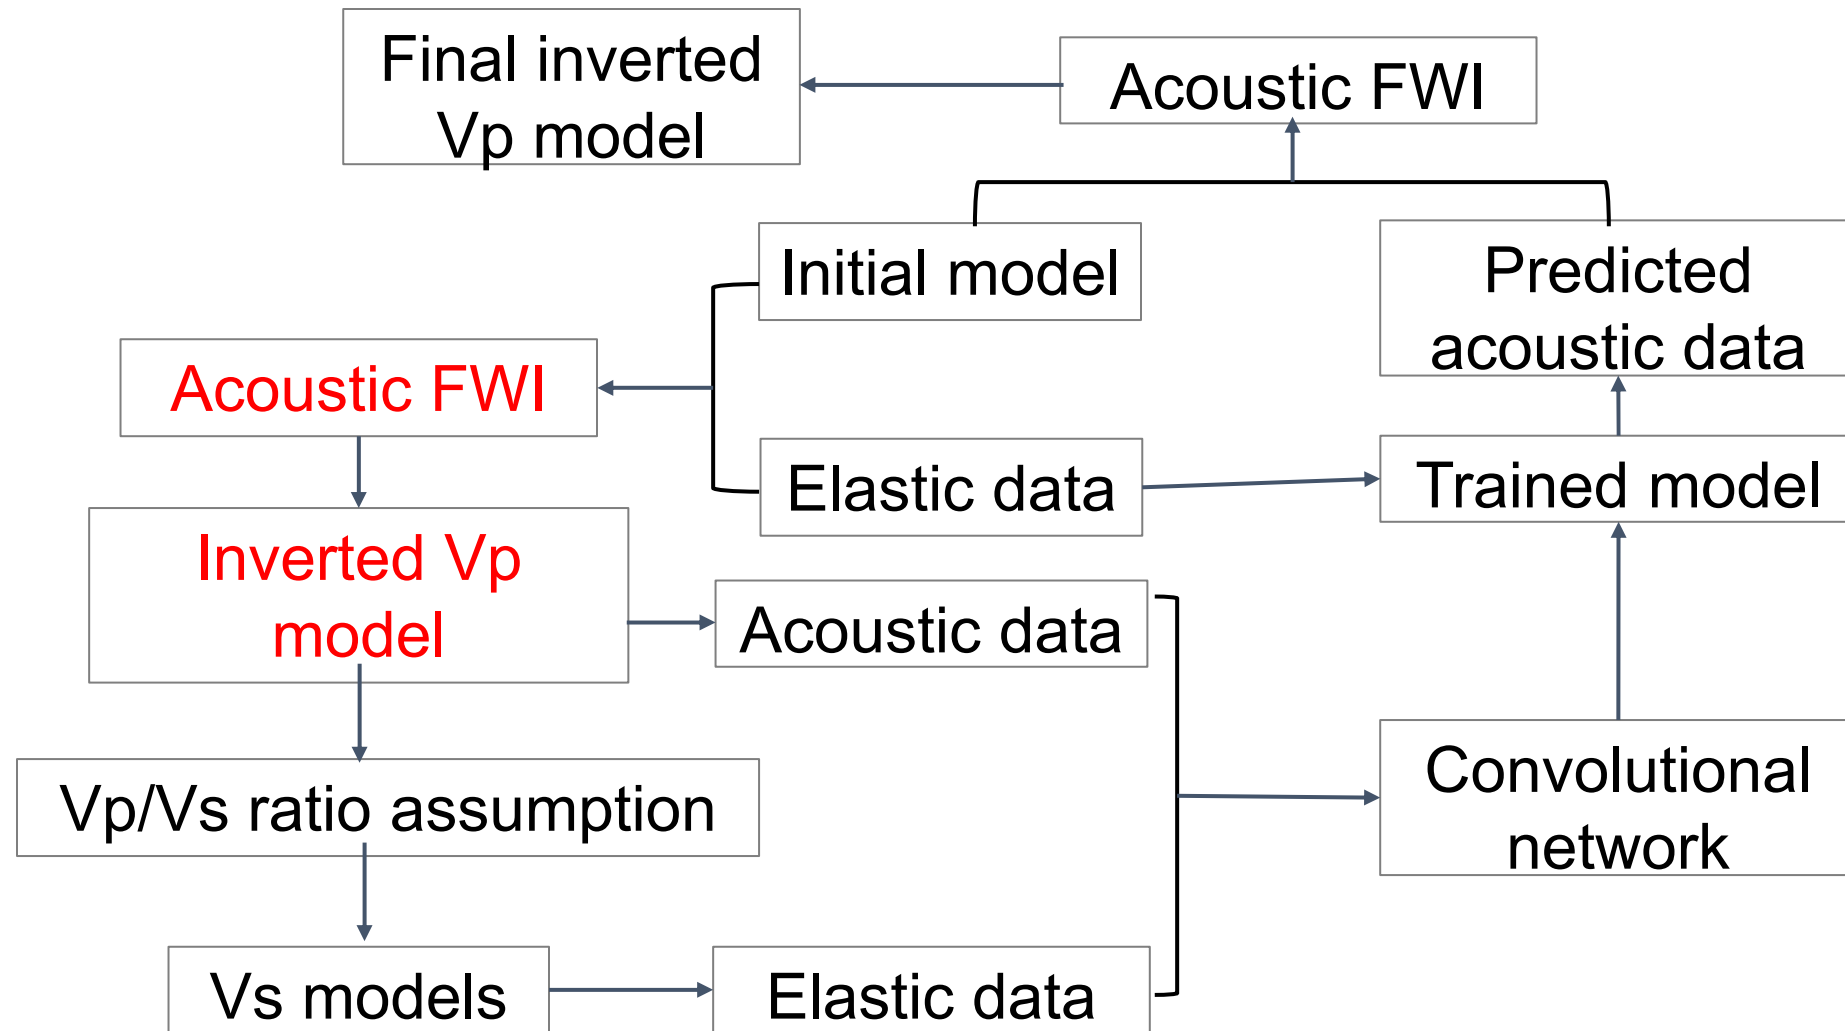 Final inverted
Vp model
Acoustic FWI
Initial model
Predicted
acoustic data
Acoustic FWI
Elastic data
Trained model
Inverted Vp
model
Acoustic data
Vp/Vs ratio assumption
Convolutional
network
Vs models
Elastic data